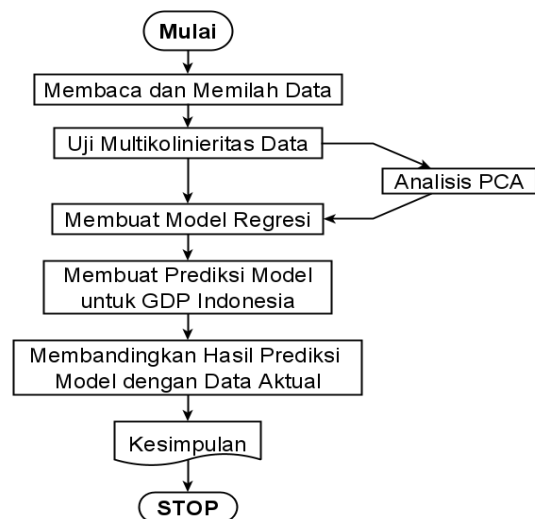 Mulai
Membaca dan Memilah Data
Uji Multikolinieritas Data
Analisis PCA
Membuat Model Regresi
Membuat Prediksi Model
untuk GDP Indonesia
Membandingkan Hasil Prediksi
Model dengan Data Aktual
Kesimpulan
STOP